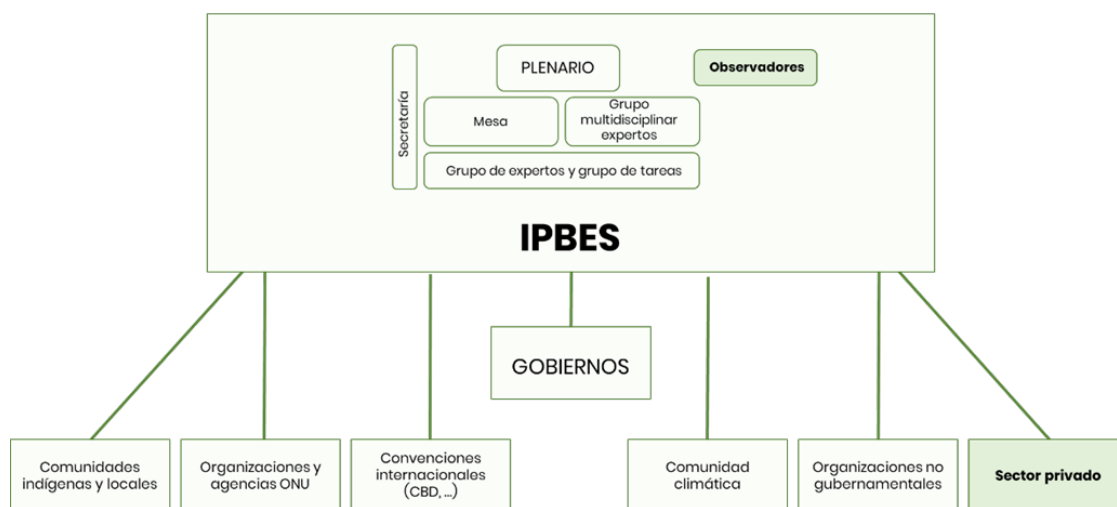 PLENARIO
Observadores
Secretaría
Mesa
Grupo
multidisciplinar
expertos
Grupo de expertos y grupo de tareas
IPBES
GOBIERNOS
Comunidades
indígenas y locales
Organizaciones y
agencias ONU
Convenciones
internacionales
(CBD, ...)
Comunidad
climática
Organizaciones no
gubernamentales
Sector privado